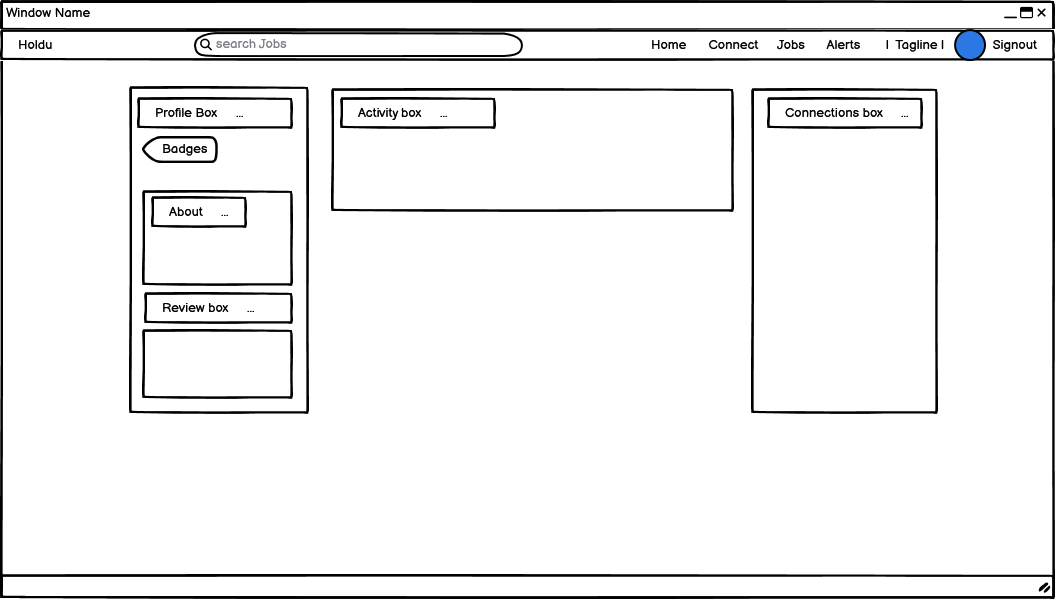 Window Name
Holdu
search Jobs
Home Connect Jobs Alerts | Tagline | Signout
Profile Box ...
Activity box ...
Connections box ...
Badges
About ...
Review box ...